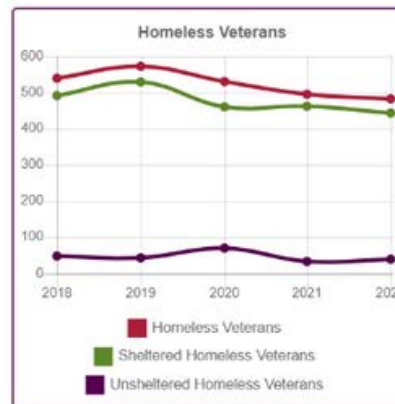 Homeless Veterans
600
500
400
300
200
100
0
2018 2019 2020 2021 202
Homeless Veterans
Sheltered Homeless Veterans
Unsheltered Homeless Veterans